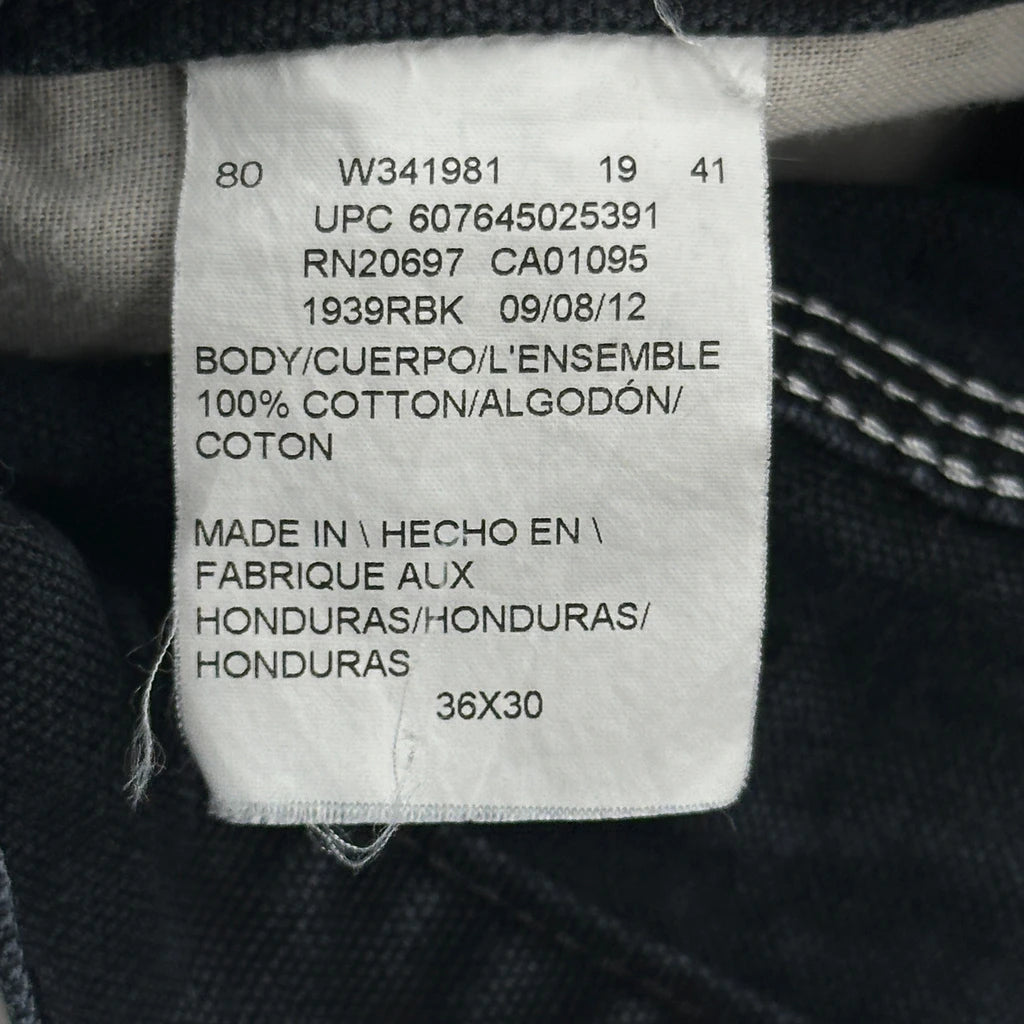 80 W341981 19 41
UPC 607645025391
RN20697 CA01095
1939RBK 09/08/12
BODY/CUERPO/L'ENSEMBLE
100% COTTON/ALGODÓN/
COTON
MADE IN \ HECHO EN \
FABRIQUE AUX
HONDURAS/HONDURAS/
HONDURAS
36X30